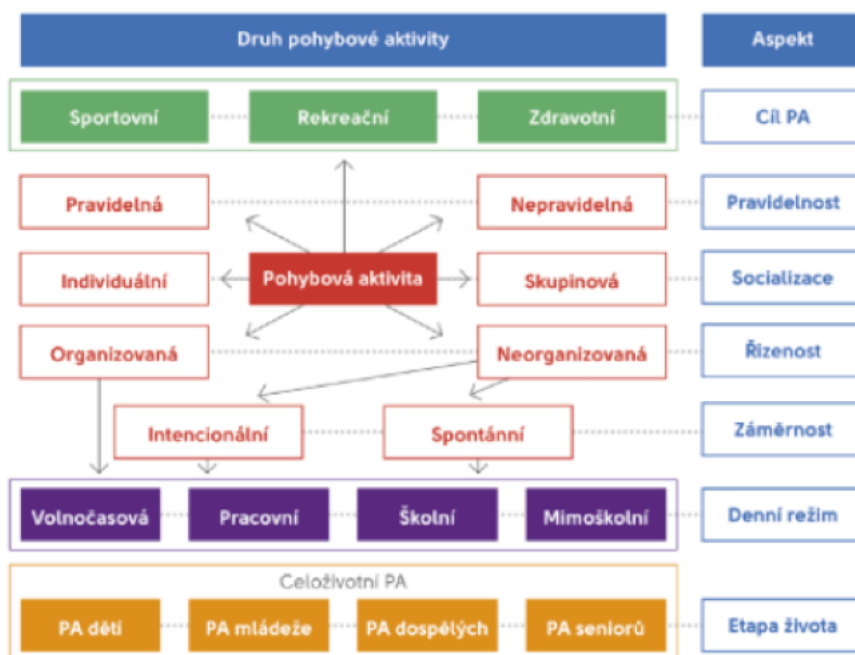 Druh pohybové aktivity Aspekt
Sportovní Rekreační Zdravotní Cíl PA
Pravidelná Nepravidelná Pravidelnost
Individuální Pohybová aktivita Skupinová Socializace
Organizovaná Neorganizovaná Řízenost
Intencionální Spontánní Záměrnost
Volnočasová Pracovní Školní Mimoškolní Denní režim
Celoživotní PA
PA dětí PA mládeže PA dospělých PA seniorů Etapa života